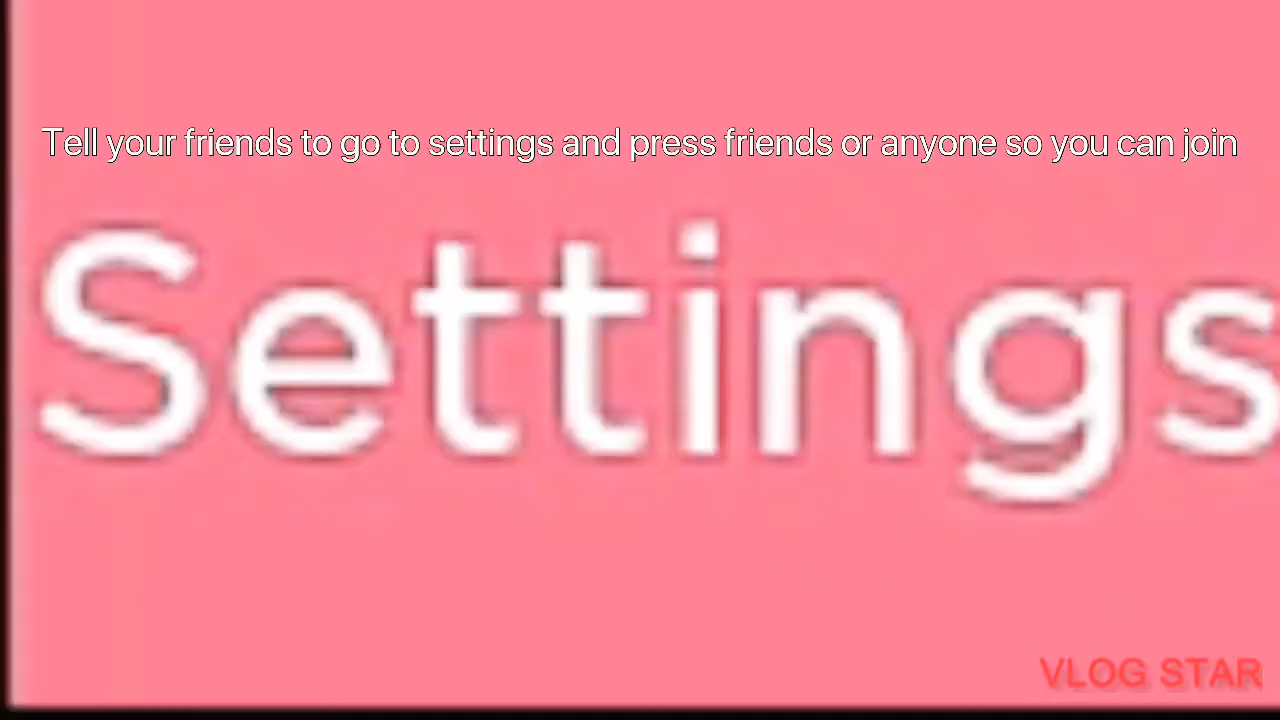 Tell your friends to go to settings and press friends or anyone so you can join
Settings
VLOG STAR